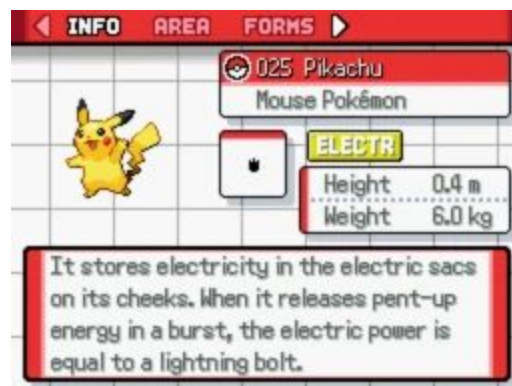 INFO AREA FORMS
025 Pikachu
Mouse Pokémon
ELECTR
Height 0.4 m
Weight 6.0 kg
It stores electricity in the electric sacs
on its cheeks. When it releases pent-up
energy in a burst, the electric power is
equal to a lightning bolt.